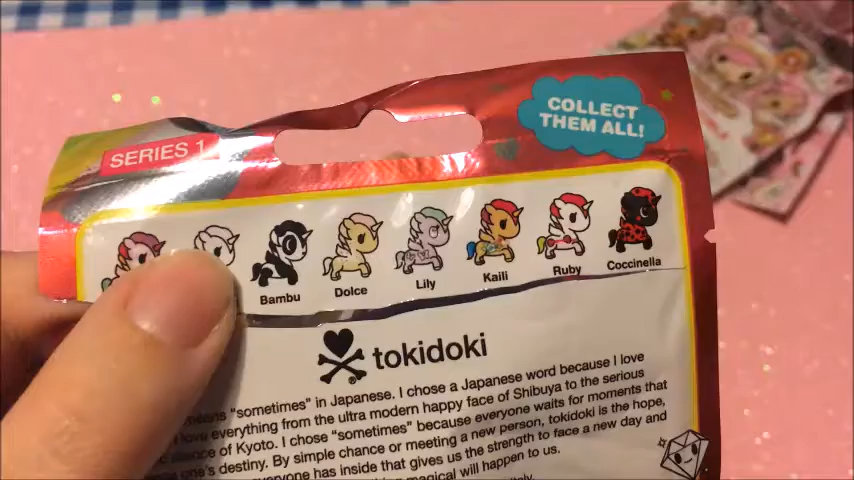 SERIES 1
COLLECT
THEM ALL!
Bambu
Dolce
Lily
Kaili
Ruby
Coccinella
tokidoki
"sometimes" in Japanese. I chose a Japanese word because I love
everything from the ultra modern happy face of Shibuya to the serious
of Kyoto. I chose "sometimes" because everyone waits for moments that
one's destiny. By simple chance or meeting a new person, tokidoki is the hope,
everyone has inside that gives us the strength to face a new day and
magical will happen to us.